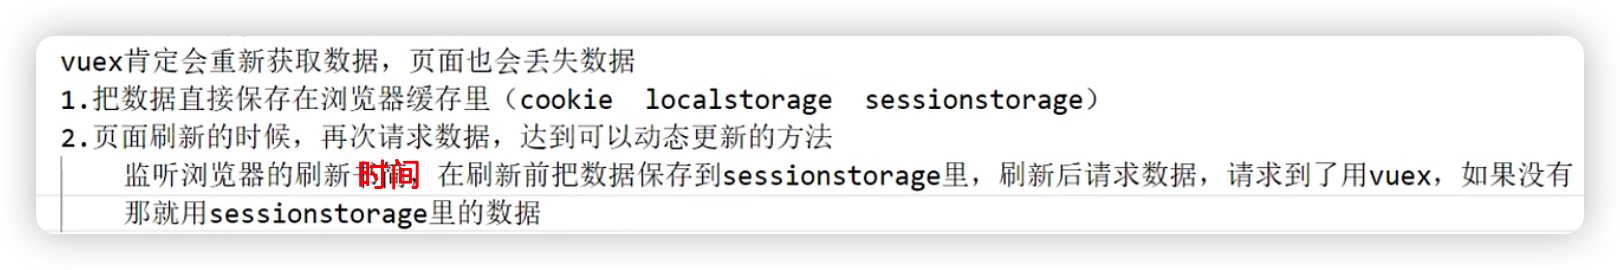 vuex肯定会重新获取数据，页面也会丢失数据
1.把数据直接保存在浏览器缓存里（cookie  localstorage  sessionstorage）
2.页面刷新的时候，再次请求数据，达到可以动态更新的方法
监听浏览器的刷新时间，在刷新前把数据保存到sessionstorage里，刷新后请求数据，请求到了用vuex，如果没有
那就用sessionstorage里的数据